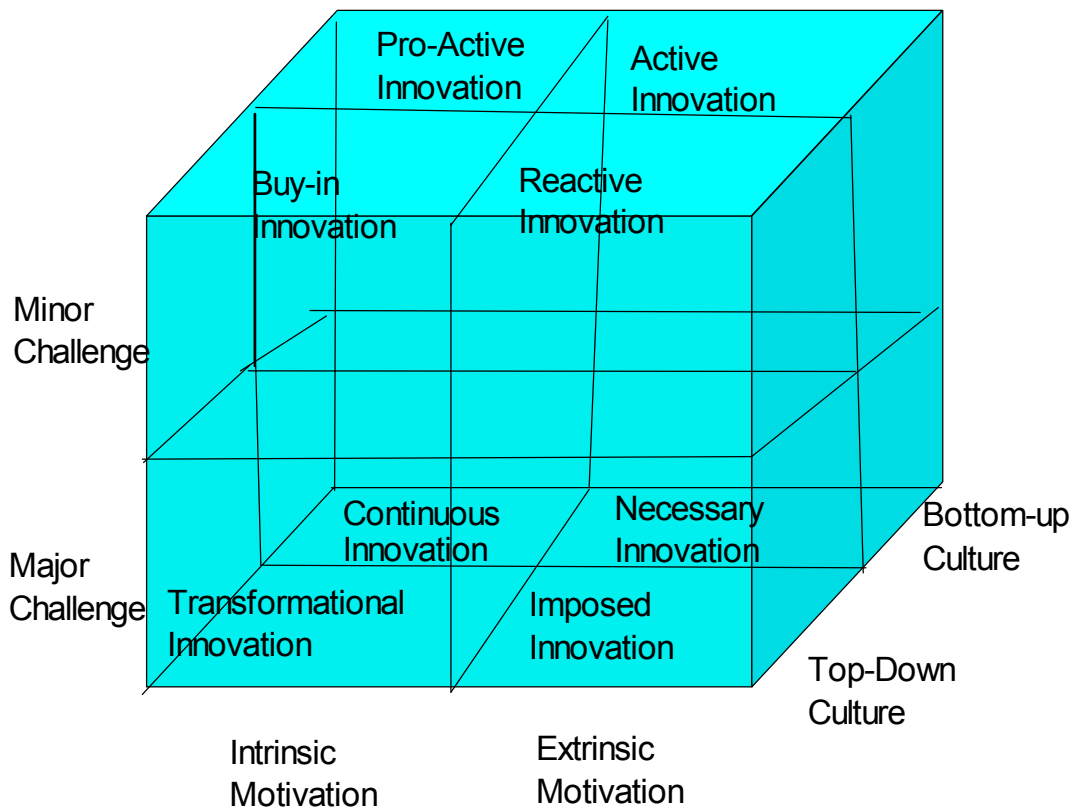 Pro-Active
Innovation
Active
Innovation
Buy-in
Innovation
Reactive
Innovation
Minor
Challenge
Continuous
Innovation
Necessary
Innovation
Bottom-up
Culture
Major
Challenge
Transformational
Innovation
Imposed
Innovation
Top-Down
Culture
Intrinsic
Motivation
Extrinsic
Motivation